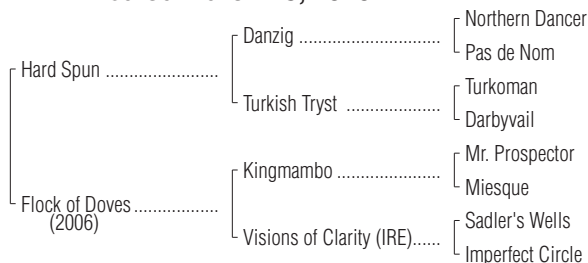 Northern Dancer
Danzig ..............................
Pas de Nom
Hard Spun ........................
Turkoman
Turkish Tryst .....................
Darbyvail
Mr. Prospector
Kingmambo ......................
Miesque
Flock of Doves ..................
(2006)
Sadler's Wells
Visions of Clarity (IRE)......
Imperfect Circle